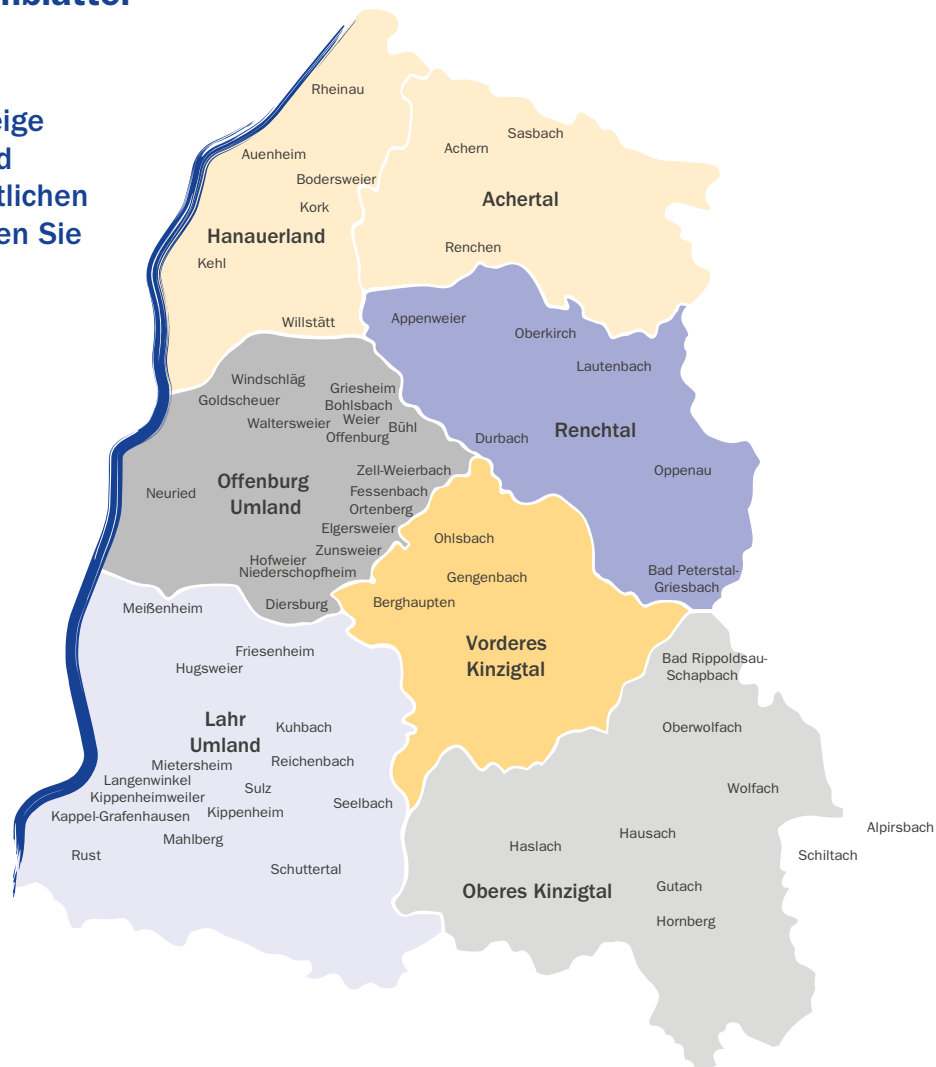 eige
tlichen
en Sie
Rheinau
Sasbach
Achern
Auenheim
Bodersweier
Achertal
Kork
Hanauerland
Renchen
Kehl
Willstätt
Appenweier
Oberkirch
Lautenbach
Windschläg
Griesheim
Goldscheuer
Bohlsbach
Waltersweier
Weier
Bühl
Offenburg
Durbach
Renchtal
Zell-Weierbach
Oppenau
Offenburg
Umland
Neuried
Fessenbach
Ortenberg
Elgersweier
Ohlsbach
Zunsweier
Hofweier
Niederschopfheim
Gengenbach
Bad Peterstal-
Griesbach
Diersburg
Berghaupten
Meißenheim
Vorderes
Kinzigtal
Friesenheim
Hugsweier
Bad Rippoldsau-
Schapbach
Lahr
Umland
Kuhbach
Oberwolfach
Mietersheim
Reichenbach
Langenwinkel
Sulz
Kippenheimweiler
Wolfach
Seelbach
Kappel-Grafenhausen
Kippenheim
Alpirsbach
Mahlberg
Hausach
Haslach
Rust
Schiltach
Schuttertal
Oberes Kinzigtal
Gutach
Hornberg